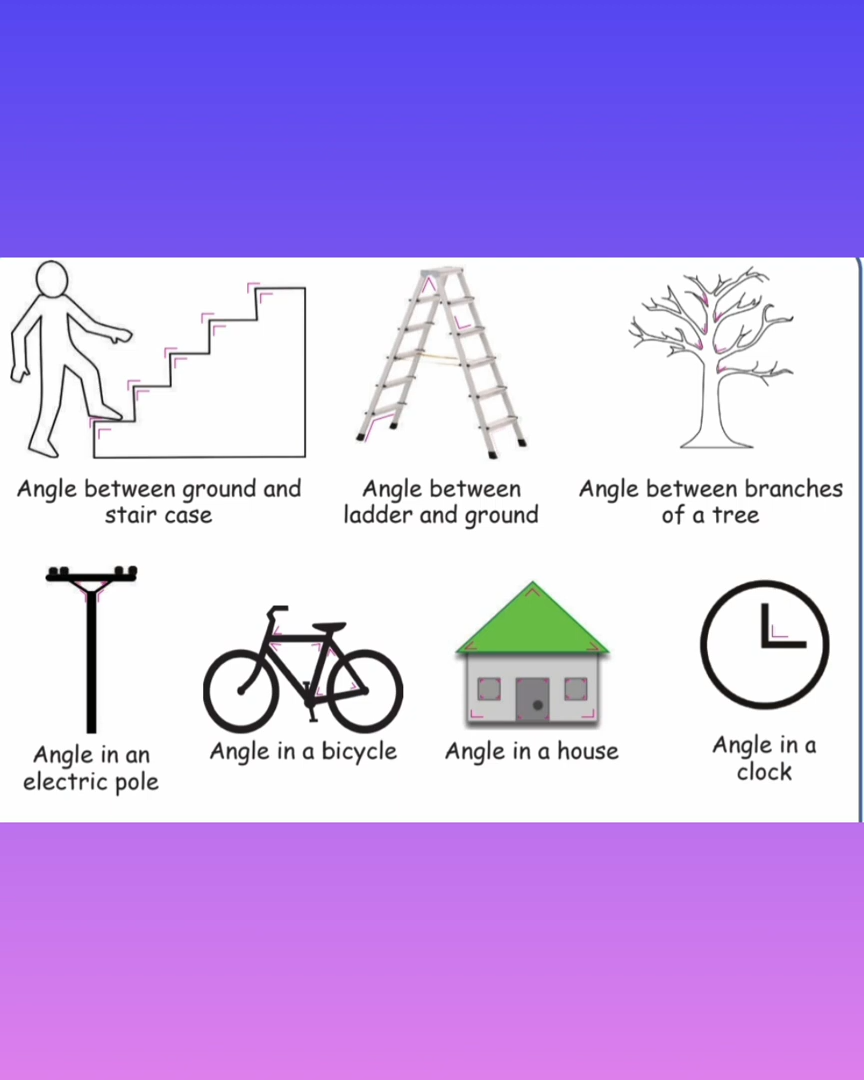 Angle between ground and
stair case
Angle between
ladder and ground
Angle between branches
of a tree
Angle in an
electric pole
Angle in a bicycle
Angle in a house
Angle in a
clock